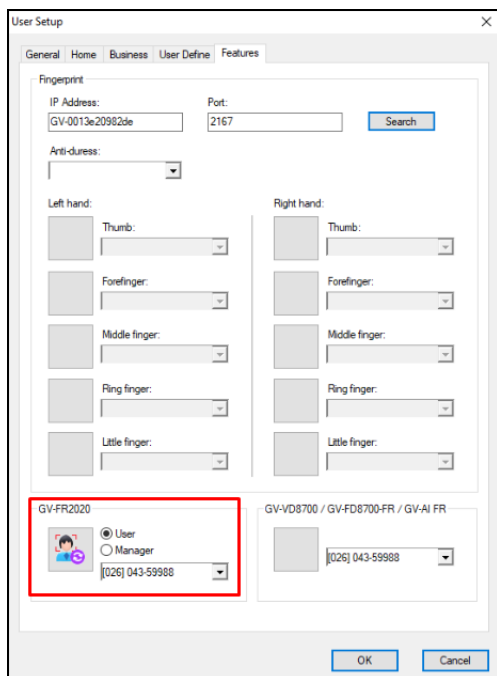 User Setup
General Home Business User Define Features
Fingerprint
IP Address: Port:
GV-0013e20982de 2167 Search
Anti-duress:
Left hand: Right hand:
Thumb: Thumb:
Forefinger: Forefinger:
Middle finger: Middle finger:
Ring finger: Ring finger:
Little finger: Little finger:
GV-FR2020 GV-VD8700 / GV-FD8700-FR / GV-AI FR
User
Manager
[026] 043-59988 [026] 043-59988
OK Cancel